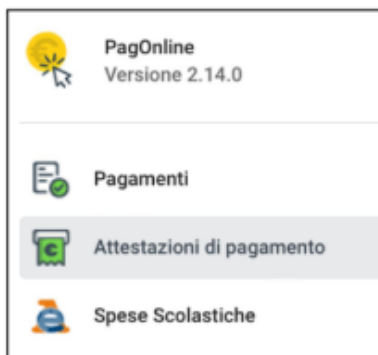 PagOnline
Versione 2.14.0
Pagamenti
Attestazioni di pagamento
Spese Scolastiche